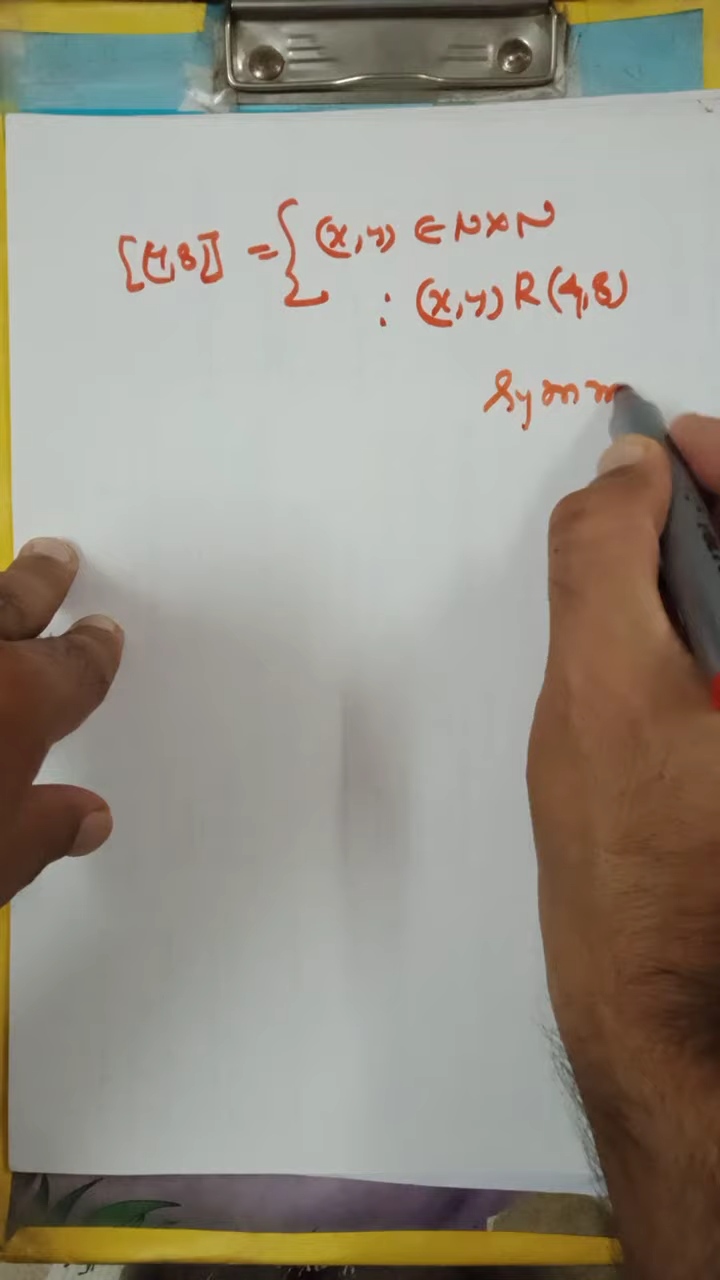 [(4,8)] = { (x,y) ∈ N×N
: (x,y) R (4,8)
Symm